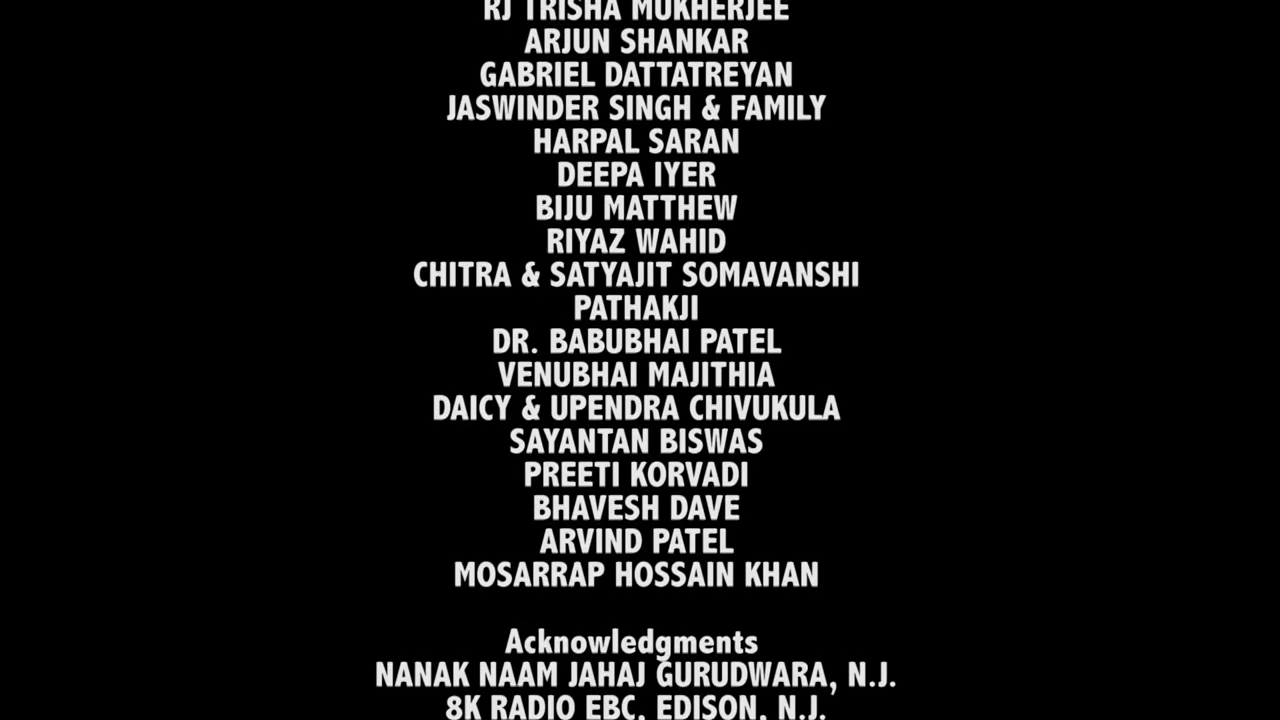 RJ TRISHA MUKHERJEE
ARJUN SHANKAR
GABRIEL DATTATREYAN
JASWINDER SINGH & FAMILY
HARPAL SARAN
DEEPA IYER
BIJU MATTHEW
RIYAZ WAHID
CHITRA & SATYAJIT SOMAVANSHI
PATHAKJI
DR. BABUBHAI PATEL
VENUBHAI MAJITHIA
DAICY & UPENDRA CHIVUKULA
SAYANTAN BISWAS
PREETI KORVADI
BHAVESH DAVE
ARVIND PATEL
MOSARRAP HOSSAIN KHAN
Acknowledgments
NANAK NAAM JAHAJ GURUDWARA, N.J.
8K RADIO EBC, EDISON, N.J.